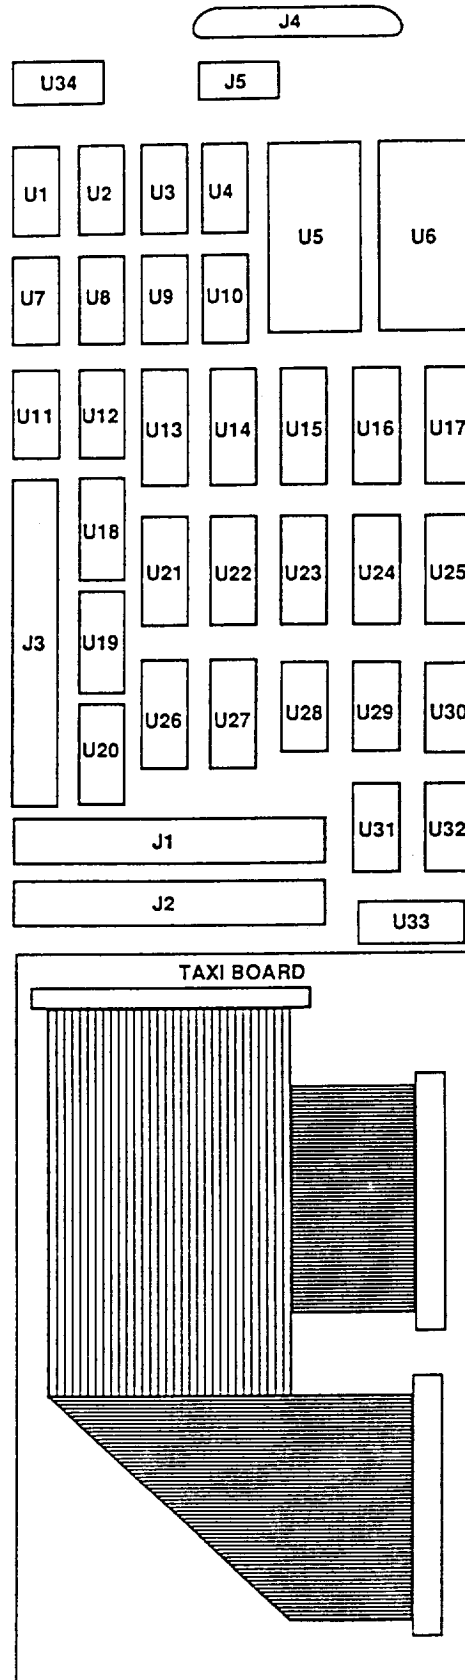 J4
U34 J5
U1 U2 U3 U4 U5 U6
U7 U8 U9 U10
U11 U12 U13 U14 U15 U16 U17
U18
U21 U22 U23 U24 U25
J3 U19
U26 U27 U28 U29 U30
U20
J1 U31 U32
J2 U33
TAXI BOARD